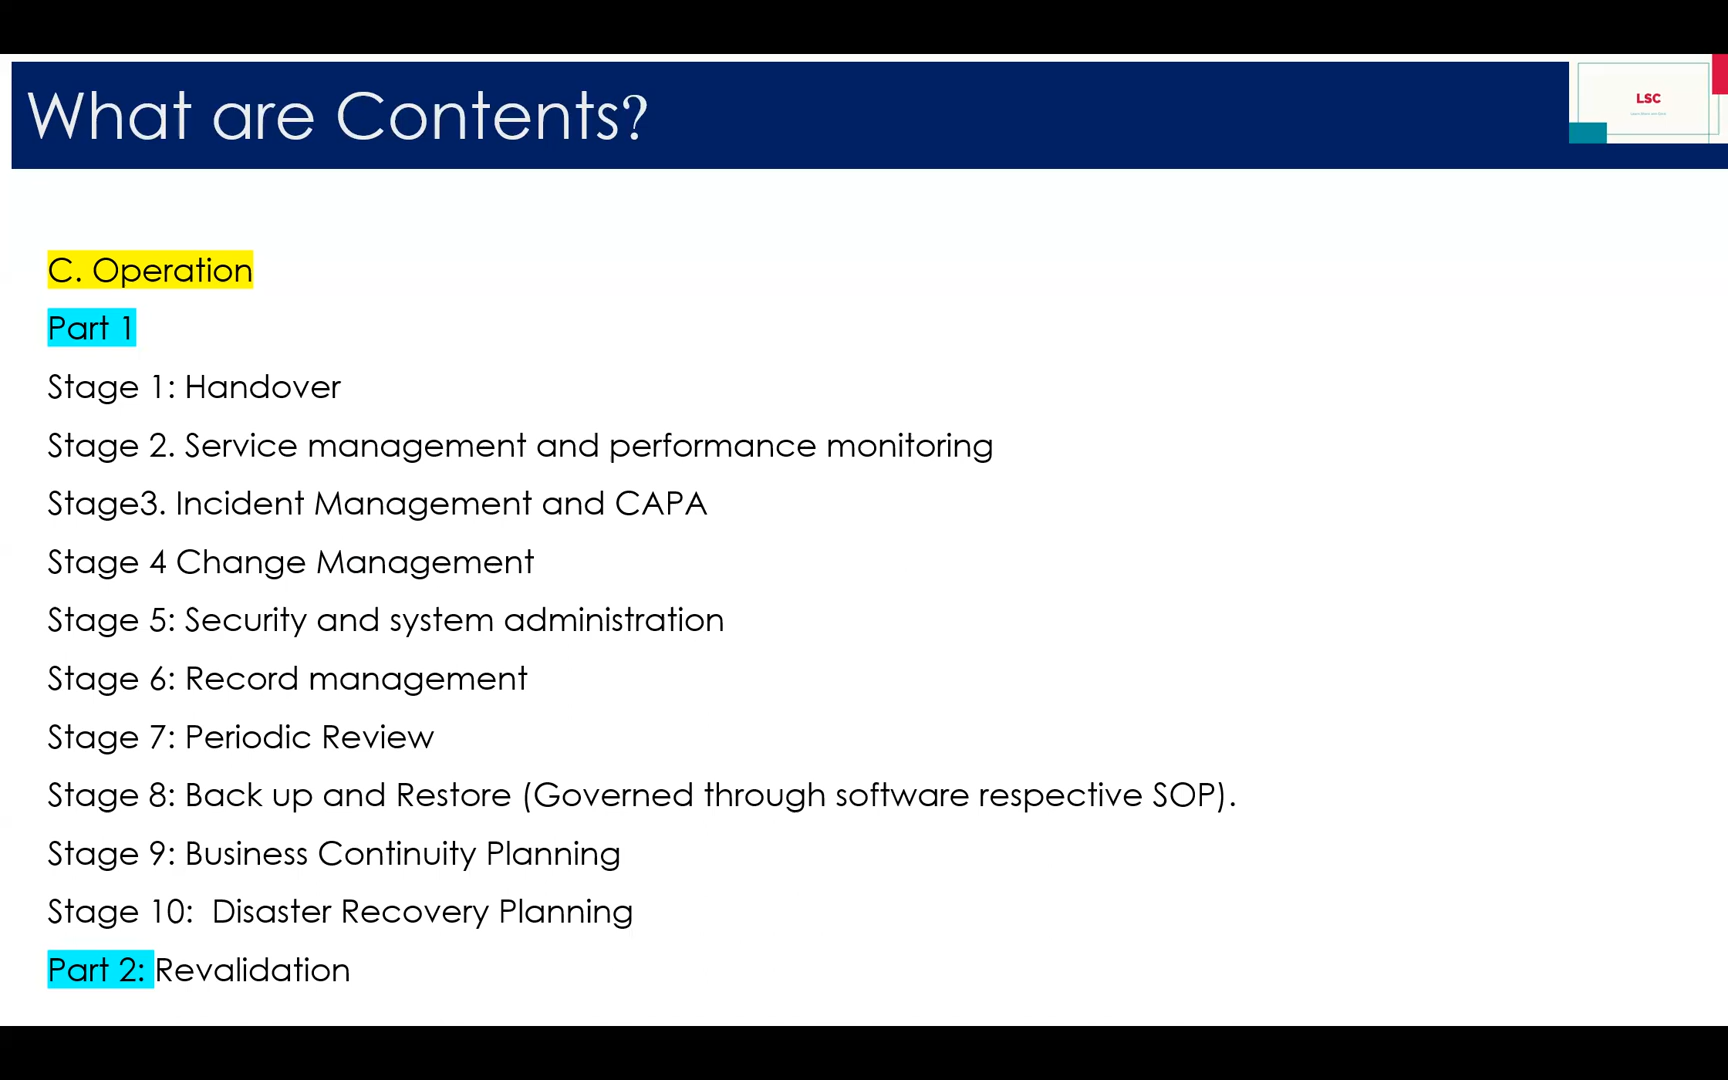 What are Contents?
LSC
C. Operation
Part 1
Stage 1: Handover
Stage 2. Service management and performance monitoring
Stage3. Incident Management and CAPA
Stage 4 Change Management
Stage 5: Security and system administration
Stage 6: Record management
Stage 7: Periodic Review
Stage 8: Back up and Restore (Governed through software respective SOP).
Stage 9: Business Continuity Planning
Stage 10:  Disaster Recovery Planning
Part 2: Revalidation